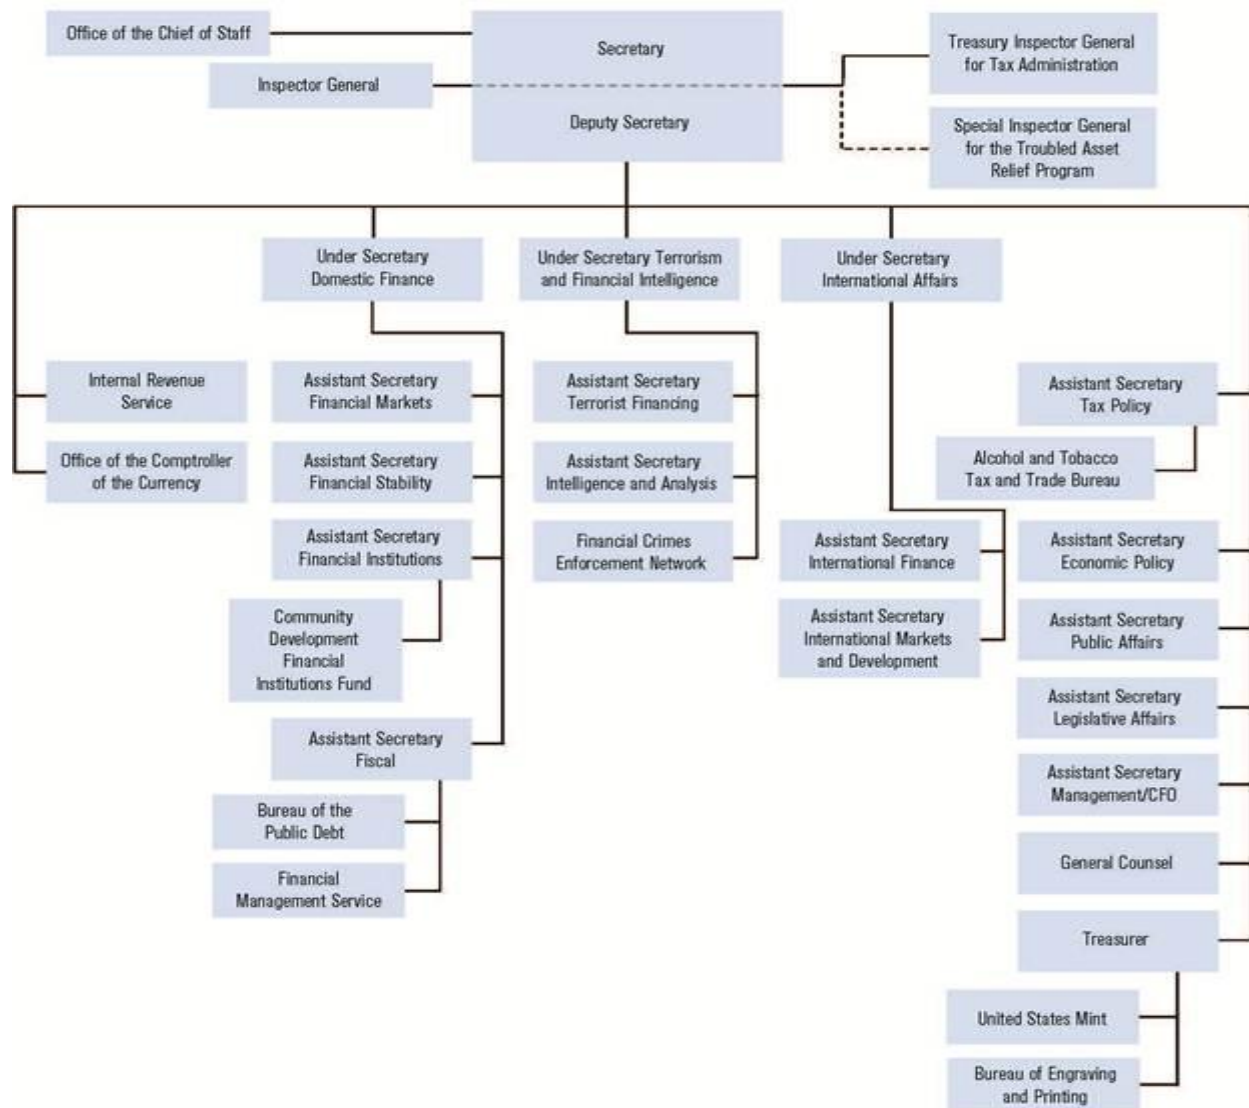 Office of the Chief of Staff
Secretary
Treasury Inspector General
for Tax Administration
Inspector General
Deputy Secretary
Special Inspector General
for the Troubled Asset
Relief Program
Under Secretary
Domestic Finance
Under Secretary Terrorism
and Financial Intelligence
Under Secretary
International Affairs
Internal Revenue
Service
Office of the Comptroller
of the Currency
Assistant Secretary
Financial Markets
Assistant Secretary
Financial Stability
Assistant Secretary
Financial Institutions
Community
Development
Financial
Institutions Fund
Assistant Secretary
Fiscal
Bureau of the
Public Debt
Financial
Management Service
Assistant Secretary
Terrorist Financing
Assistant Secretary
Intelligence and Analysis
Financial Crimes
Enforcement Network
Assistant Secretary
International Finance
Assistant Secretary
International Markets
and Development
Assistant Secretary
Tax Policy
Alcohol and Tobacco
Tax and Trade Bureau
Assistant Secretary
Economic Policy
Assistant Secretary
Public Affairs
Assistant Secretary
Legislative Affairs
Assistant Secretary
Management/CFO
General Counsel
Treasurer
United States Mint
Bureau of Engraving
and Printing